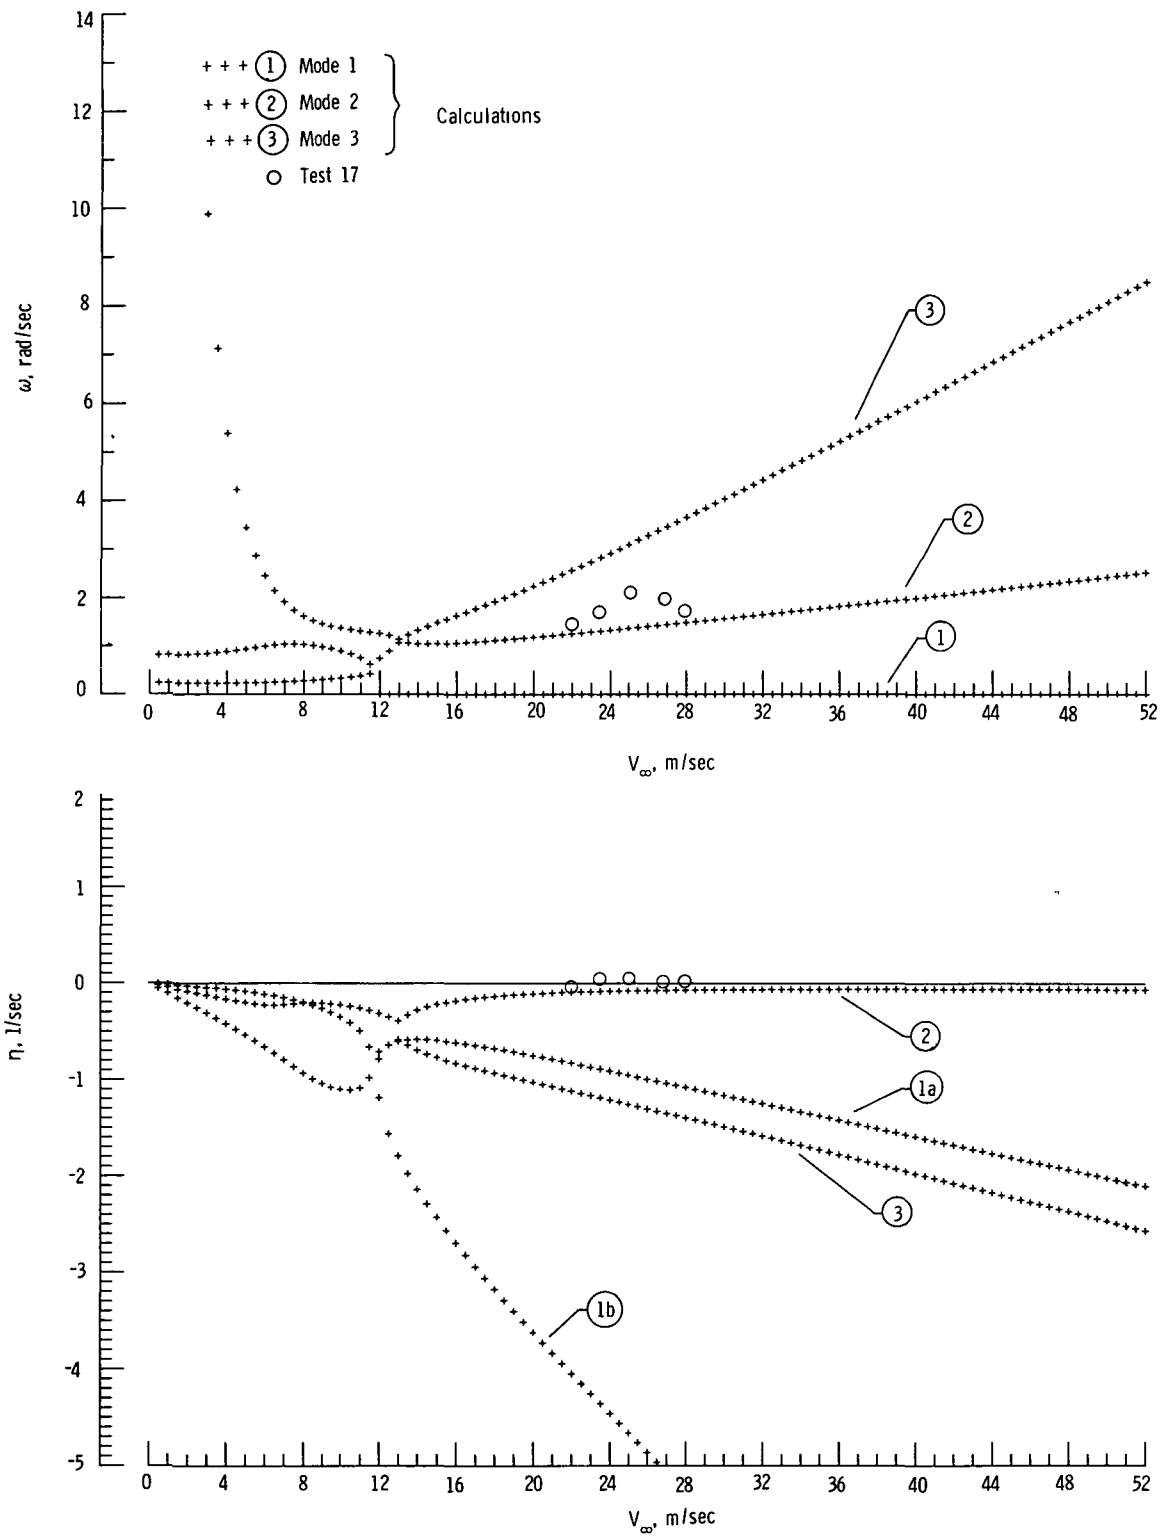 14
12
10
8
6
4
2
0
ω, rad/sec
+ + + 1 Mode 1
+ + + 2 Mode 2
+ + + 3 Mode 3
Calculations
Test 17
3
2
1
0 4 8 12 16 20 24 28 32 36 40 44 48 52
V∞, m/sec
2
1
0
-1
-2
-3
-4
-5
η, 1/sec
2
1a
3
1b
0 4 8 12 16 20 24 28 32 36 40 44 48 52
V∞, m/sec